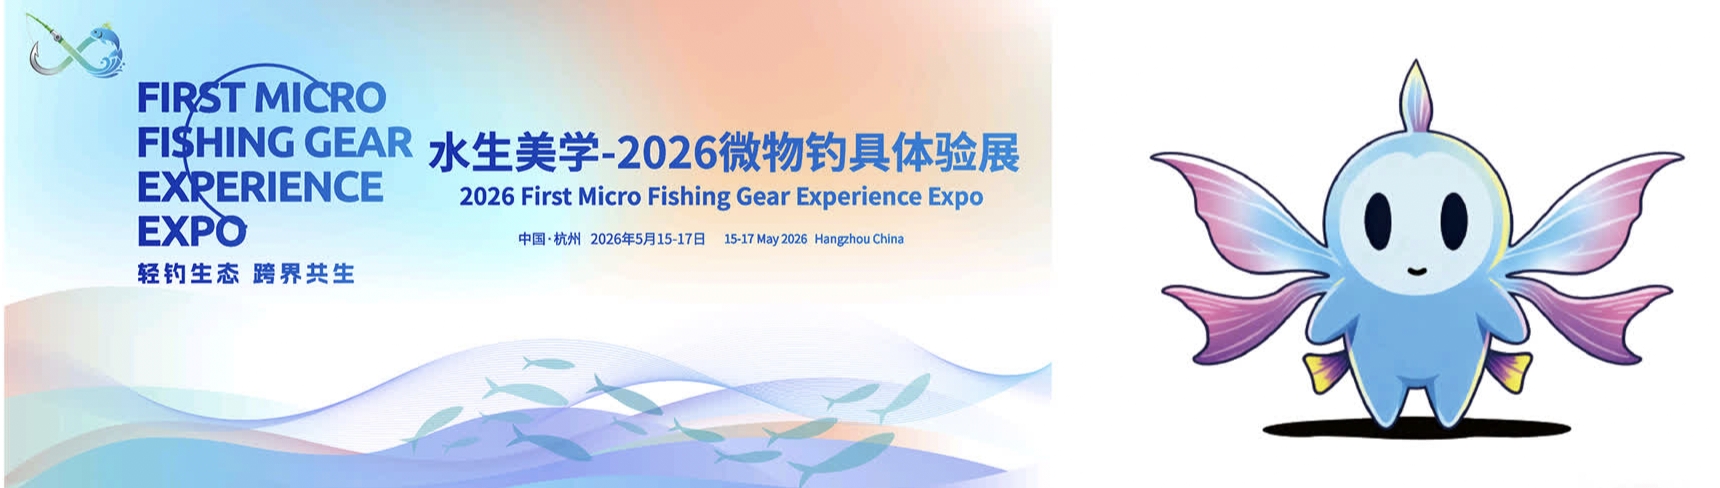 FIRST MICRO
FISHING GEAR
EXPERIENCE
EXPO
轻钓生态 跨界共生
水生美学-2026微物钓具体验展
2026 First Micro Fishing Gear Experience Expo
中国·杭州 2026年5月15-17日 15-17 May 2026 Hangzhou China